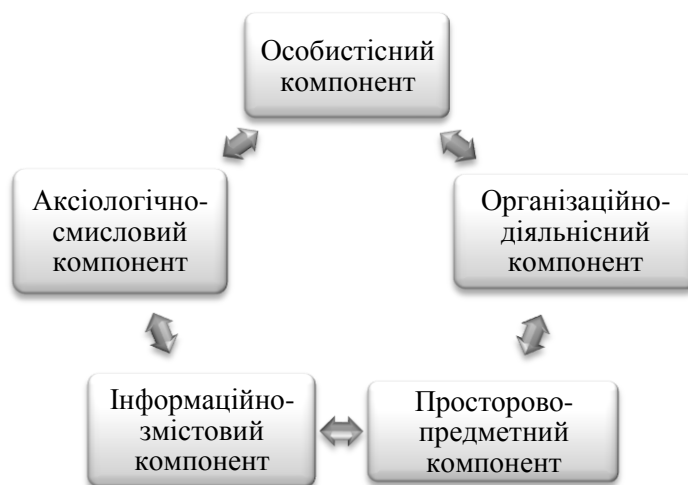 Особистісний
компонент
Аксіологічно-
смисловий
компонент
Організаційно-
діяльнісний
компонент
Інформаційно-
змістовий
компонент
Просторово-
предметний
компонент